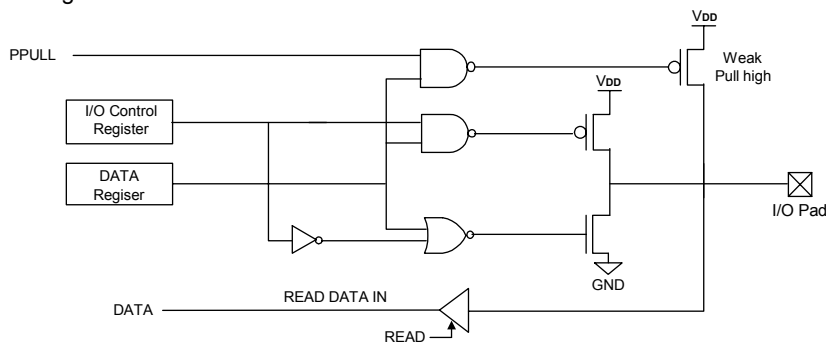 VDD
PPULL
Weak
Pull high
VDD
I/O Control
Register
DATA
Regiser
I/O Pad
GND
READ DATA IN
DATA
READ